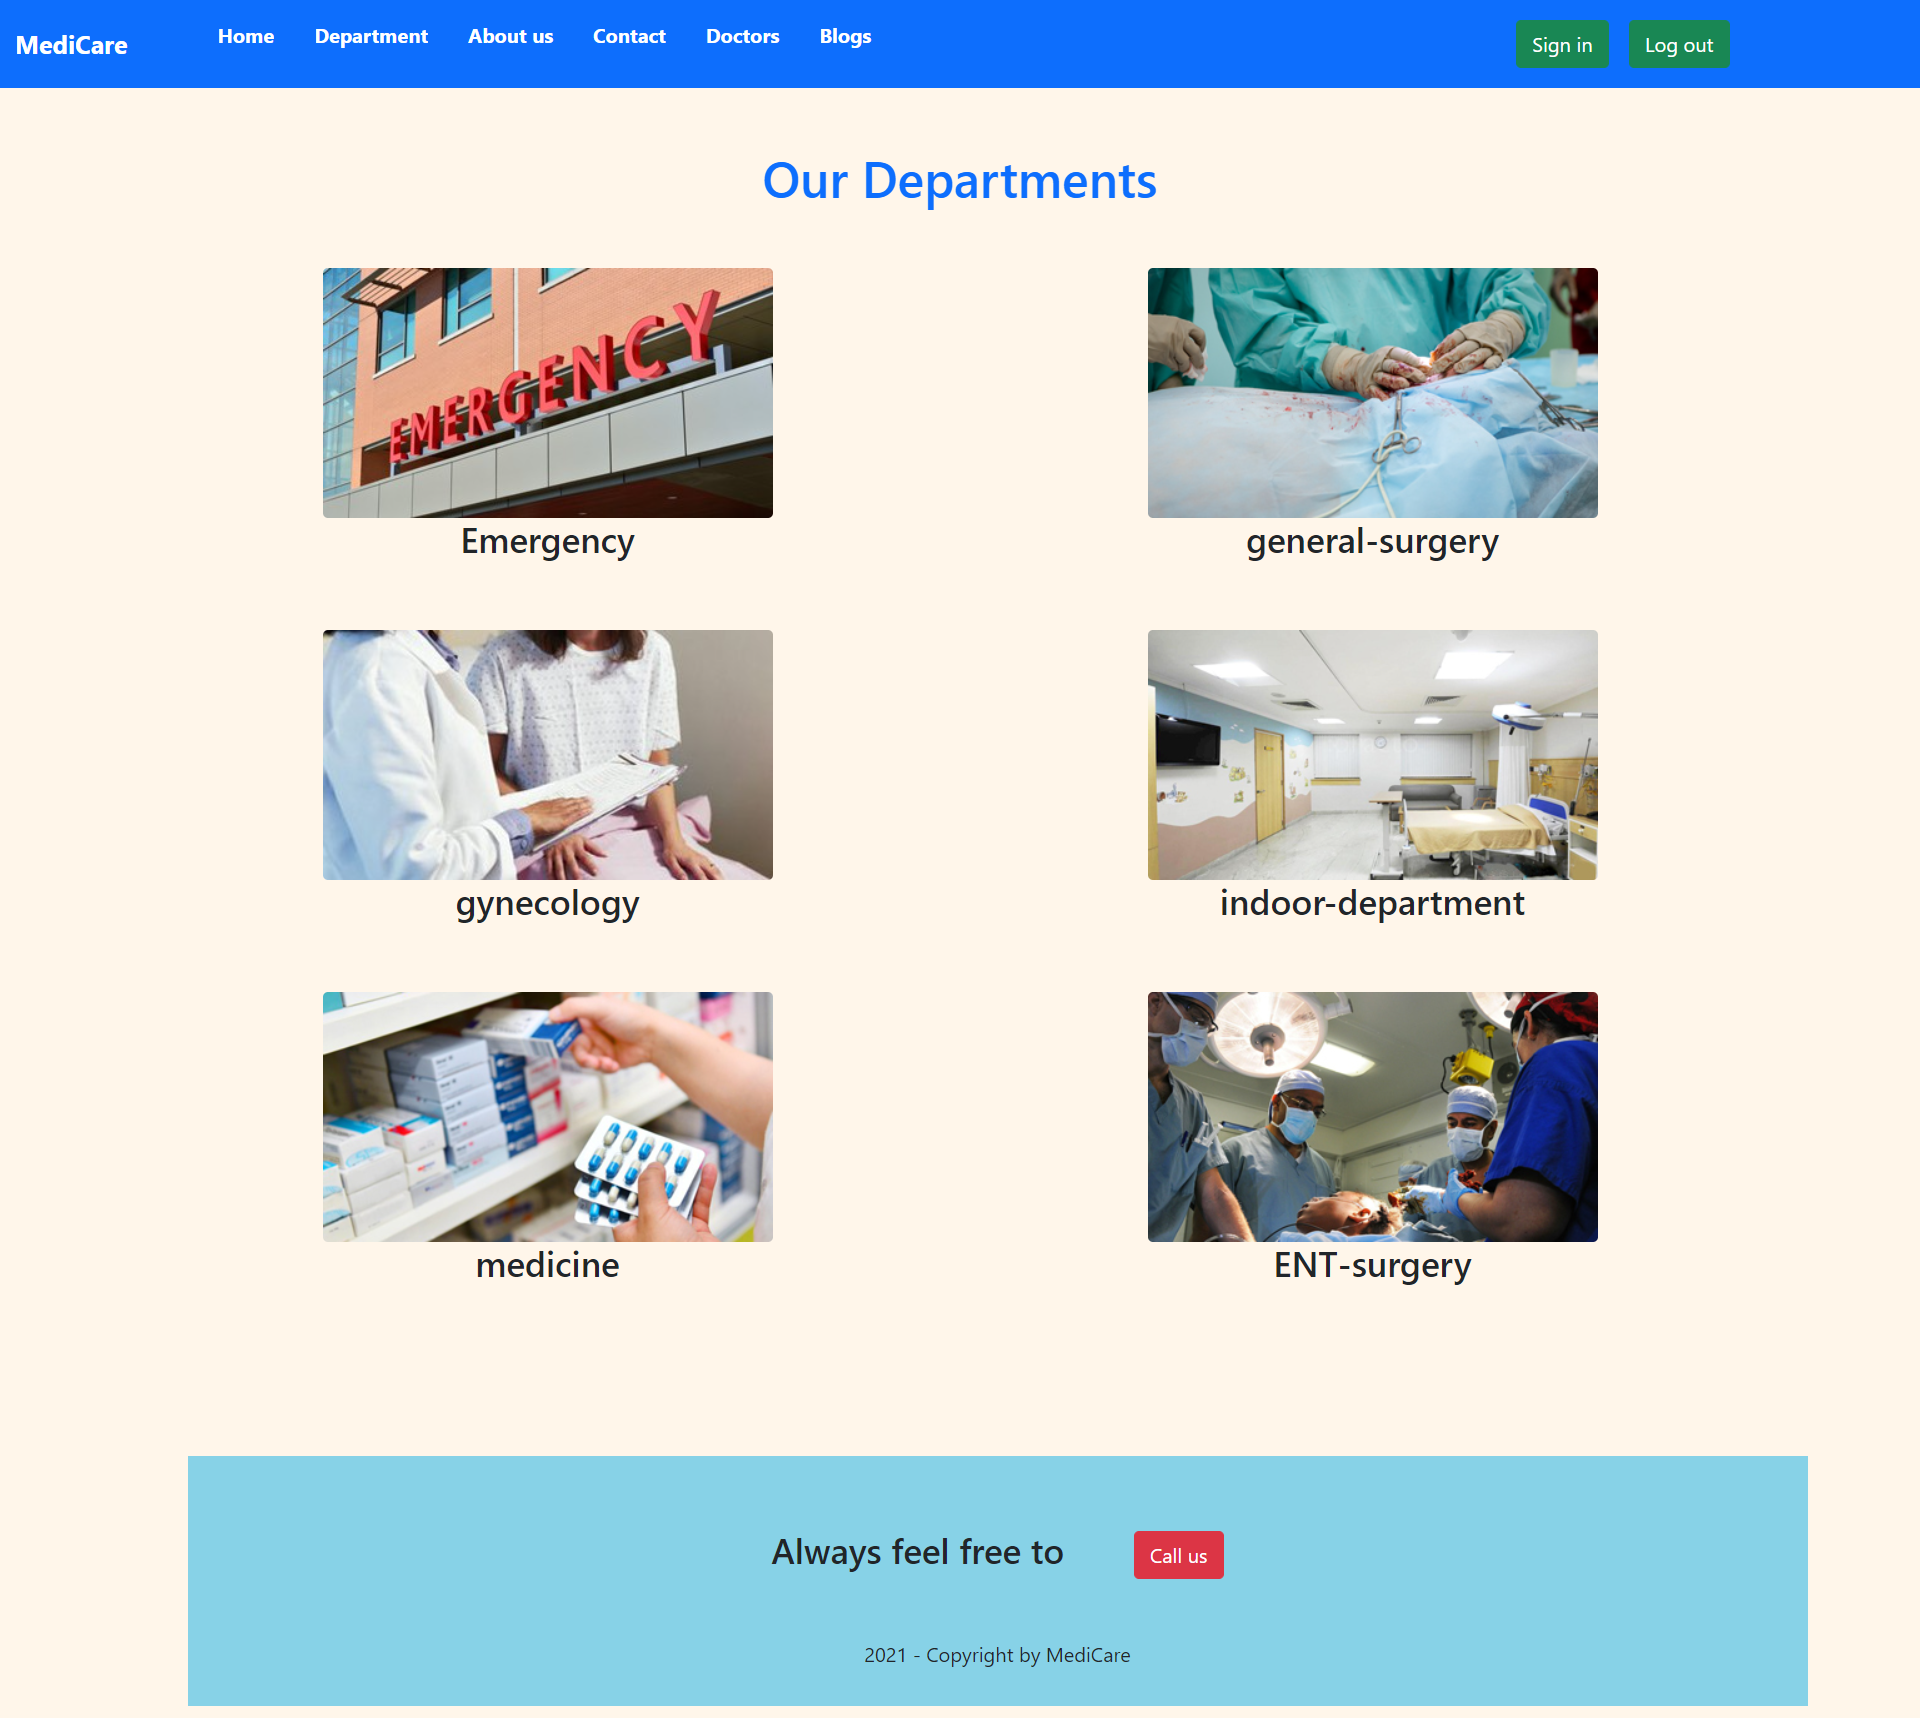 MediCare
Home Department About us Contact Doctors Blogs
Sign in Log out
Our Departments
EMERGENCY
Emergency
general-surgery
gynecology
indoor-department
medicine
ENT-surgery
Always feel free to Call us
2021 - Copyright by MediCare